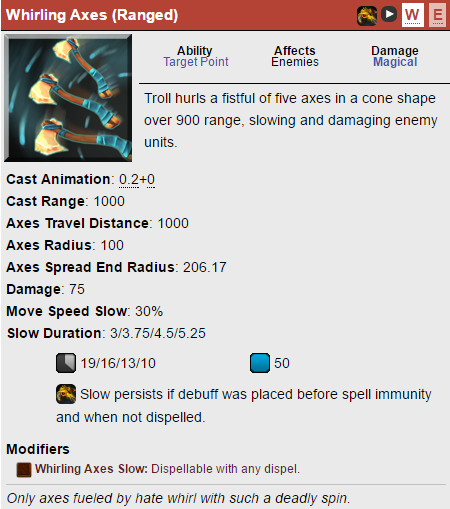 Whirling Axes (Ranged) W E
Ability Affects Damage
Target Point Enemies Magical
Troll hurls a fistful of five axes in a cone shape
over 900 range, slowing and damaging enemy
units.
Cast Animation: 0.2+0
Cast Range: 1000
Axes Travel Distance: 1000
Axes Radius: 100
Axes Spread End Radius: 206.17
Damage: 75
Move Speed Slow: 30%
Slow Duration: 3/3.75/4.5/5.25
19/16/13/10 50
Slow persists if debuff was placed before spell immunity
and when not dispelled.
Modifiers
Whirling Axes Slow: Dispellable with any dispel.
Only axes fueled by hate whirl with such a deadly spin.